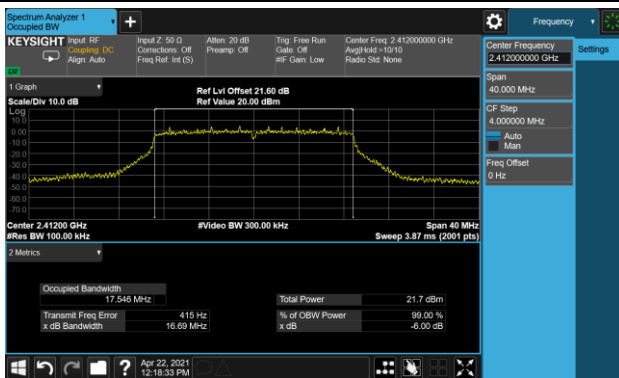 Spectrum Analyzer 1
Occupied BW
KEYSIGHT
Input: RF
Coupling: DC
Align: Auto
Input Z: 50 Ω
Corrections: Off
Freq Ref: Int (S)
Atten: 20 dB
Preamp: Off
Trig: Free Run
Gate: Off
#IF Gain: Low
Center Freq: 2.412000000 GHz
Avg|Hold:>10/10
Radio Std: None
1 Graph
Scale/Div 10.0 dB
Ref Lvl Offset 21.60 dB
Ref Value 20.00 dBm
Log
10.0
0.00
-10.0
-20.0
-30.0
-40.0
-50.0
-60.0
-70.0
Center 2.41200 GHz
#Res BW 100.00 kHz
#Video BW 300.00 kHz
Span 40 MHz
Sweep 3.87 ms (2001 pts)
2 Metrics
Occupied Bandwidth
17.546 MHz
Transmit Freq Error 415 Hz
x dB Bandwidth 16.69 MHz
Total Power 21.7 dBm
% of OBW Power 99.00 %
x dB -6.00 dB
Apr 22, 2021
12:18:33 PM
Frequency
Settings
Center Frequency
2.412000000 GHz
Span
40.000 MHz
CF Step
4.000000 MHz
Auto
Man
Freq Offset
0 Hz